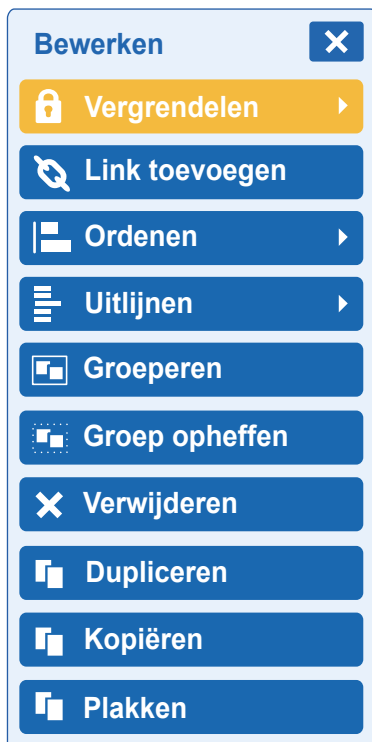 Bewerken
Vergrendelen
Link toevoegen
Ordenen
Uitlijnen
Groeperen
Groep opheffen
Verwijderen
Dupliceren
Kopiëren
Plakken